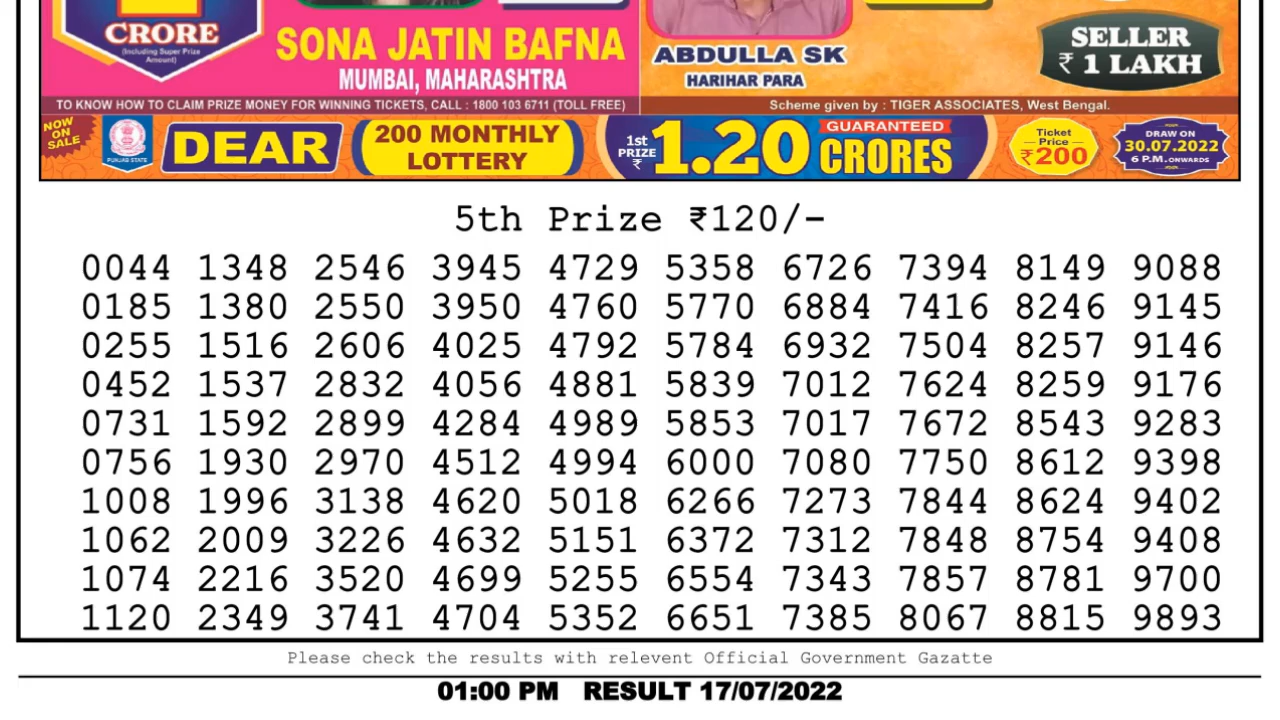 CRORE
(Including Super Prize
Amount)
SONA JATIN BAFNA
MUMBAI, MAHARASHTRA
ABDULLA SK
HARIHAR PARA
SELLER
₹ 1 LAKH
TO KNOW HOW TO CLAIM PRIZE MONEY FOR WINNING TICKETS, CALL : 1800 103 6711 (TOLL FREE)
Scheme given by : TIGER ASSOCIATES, West Bengal.
NOW
ON
SALE
PUNJAB STATE
DEAR
200 MONTHLY
LOTTERY
1st
PRIZE
₹
1.20
GUARANTEED
CRORES
Ticket
Price
₹200
DRAW ON
30.07.2022
6 P.M. ONWARDS
5th Prize ₹120/-
0044 1348 2546 3945 4729 5358 6726 7394 8149 9088
0185 1380 2550 3950 4760 5770 6884 7416 8246 9145
0255 1516 2606 4025 4792 5784 6932 7504 8257 9146
0452 1537 2832 4056 4881 5839 7012 7624 8259 9176
0731 1592 2899 4284 4989 5853 7017 7672 8543 9283
0756 1930 2970 4512 4994 6000 7080 7750 8612 9398
1008 1996 3138 4620 5018 6266 7273 7844 8624 9402
1062 2009 3226 4632 5151 6372 7312 7848 8754 9408
1074 2216 3520 4699 5255 6554 7343 7857 8781 9700
1120 2349 3741 4704 5352 6651 7385 8067 8815 9893
Please check the results with relevent Official Government Gazatte
01:00 PM RESULT 17/07/2022